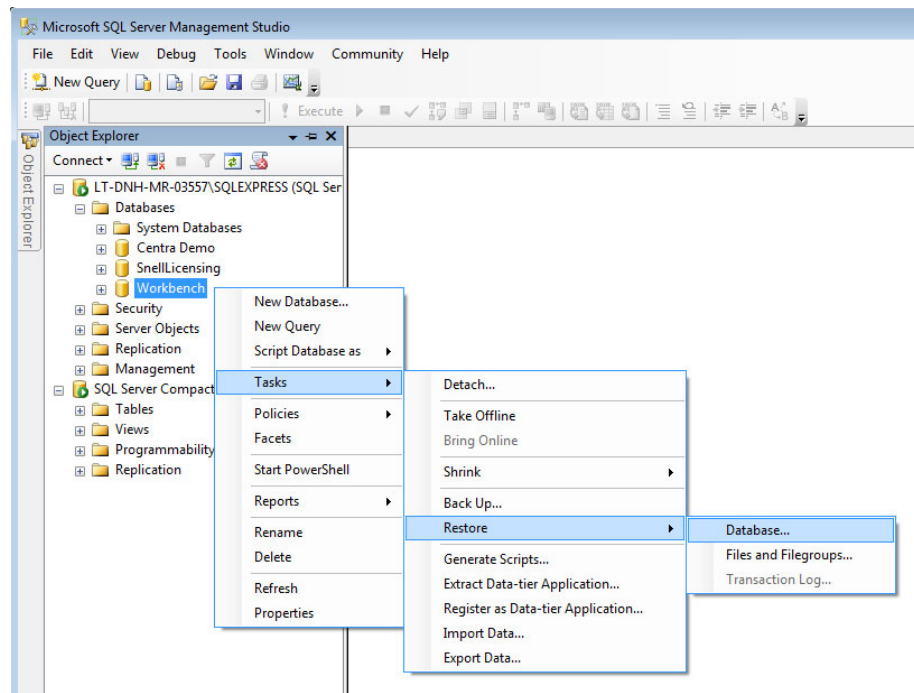 Microsoft SQL Server Management Studio
File Edit View Debug Tools Window Community Help
New Query
Execute
Object Explorer
Object Explorer
Connect
LT-DNH-MR-03557\SQLEXPRESS (SQL Ser
Databases
System Databases
Centra Demo
SnellLicensing
Workbench
Security
Server Objects
Replication
Management
SQL Server Compact
Tables
Views
Programmability
Replication
New Database...
New Query
Script Database as
Tasks
Policies
Facets
Start PowerShell
Reports
Rename
Delete
Refresh
Properties
Detach...
Take Offline
Bring Online
Shrink
Back Up...
Restore
Generate Scripts...
Extract Data-tier Application...
Register as Data-tier Application...
Import Data...
Export Data...
Database...
Files and Filegroups...
Transaction Log...